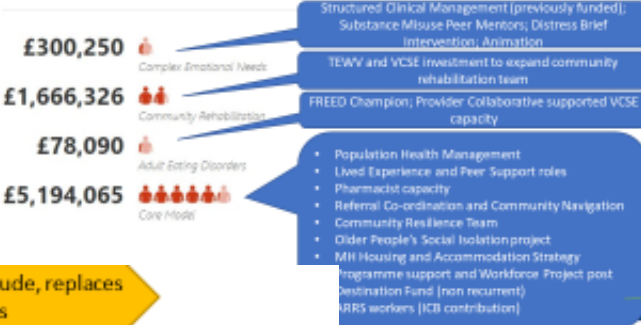 Structured Clinical Management (previously funded);
Substance Misuse Peer Mentors; Distress Brief
Intervention; Animation
£300,250
Complex Emotional Needs
TEWV and VCSE investment to expand community
rehabilitation team
£1,666,326
Community Rehabilitation
FREED Champion; Provider Collaborative supported VCSE
capacity
£78,090
Adult Eating Disorders
£5,194,065
Core Model
• Population Health Management
• Lived Experience and Peer Support roles
• Pharmacist capacity
• Referral Co-ordination and Community Navigation
• Community Resilience Team
• Older People's Social Isolation project
• MH Housing and Accommodation Strategy
Programme support and Workforce Project post
Destination Fund (non recurrent)
ARRS workers (ICB contribution)
ude, replaces
s